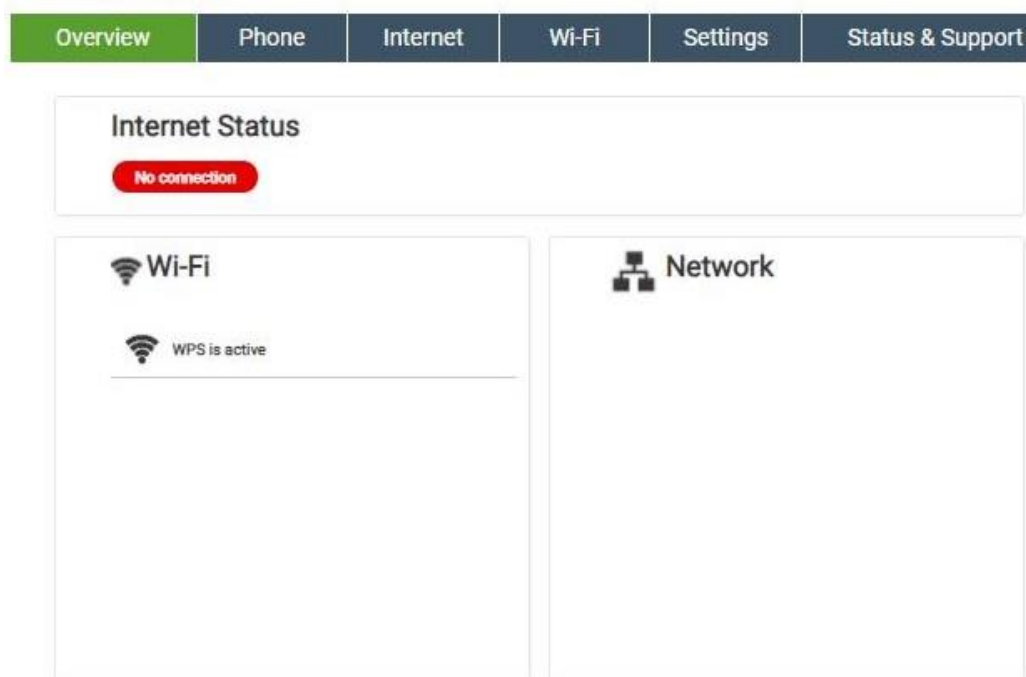 Overview Phone Internet Wi-Fi Settings Status & Support
Internet Status
No connection
Wi-Fi
WPS is active
Network